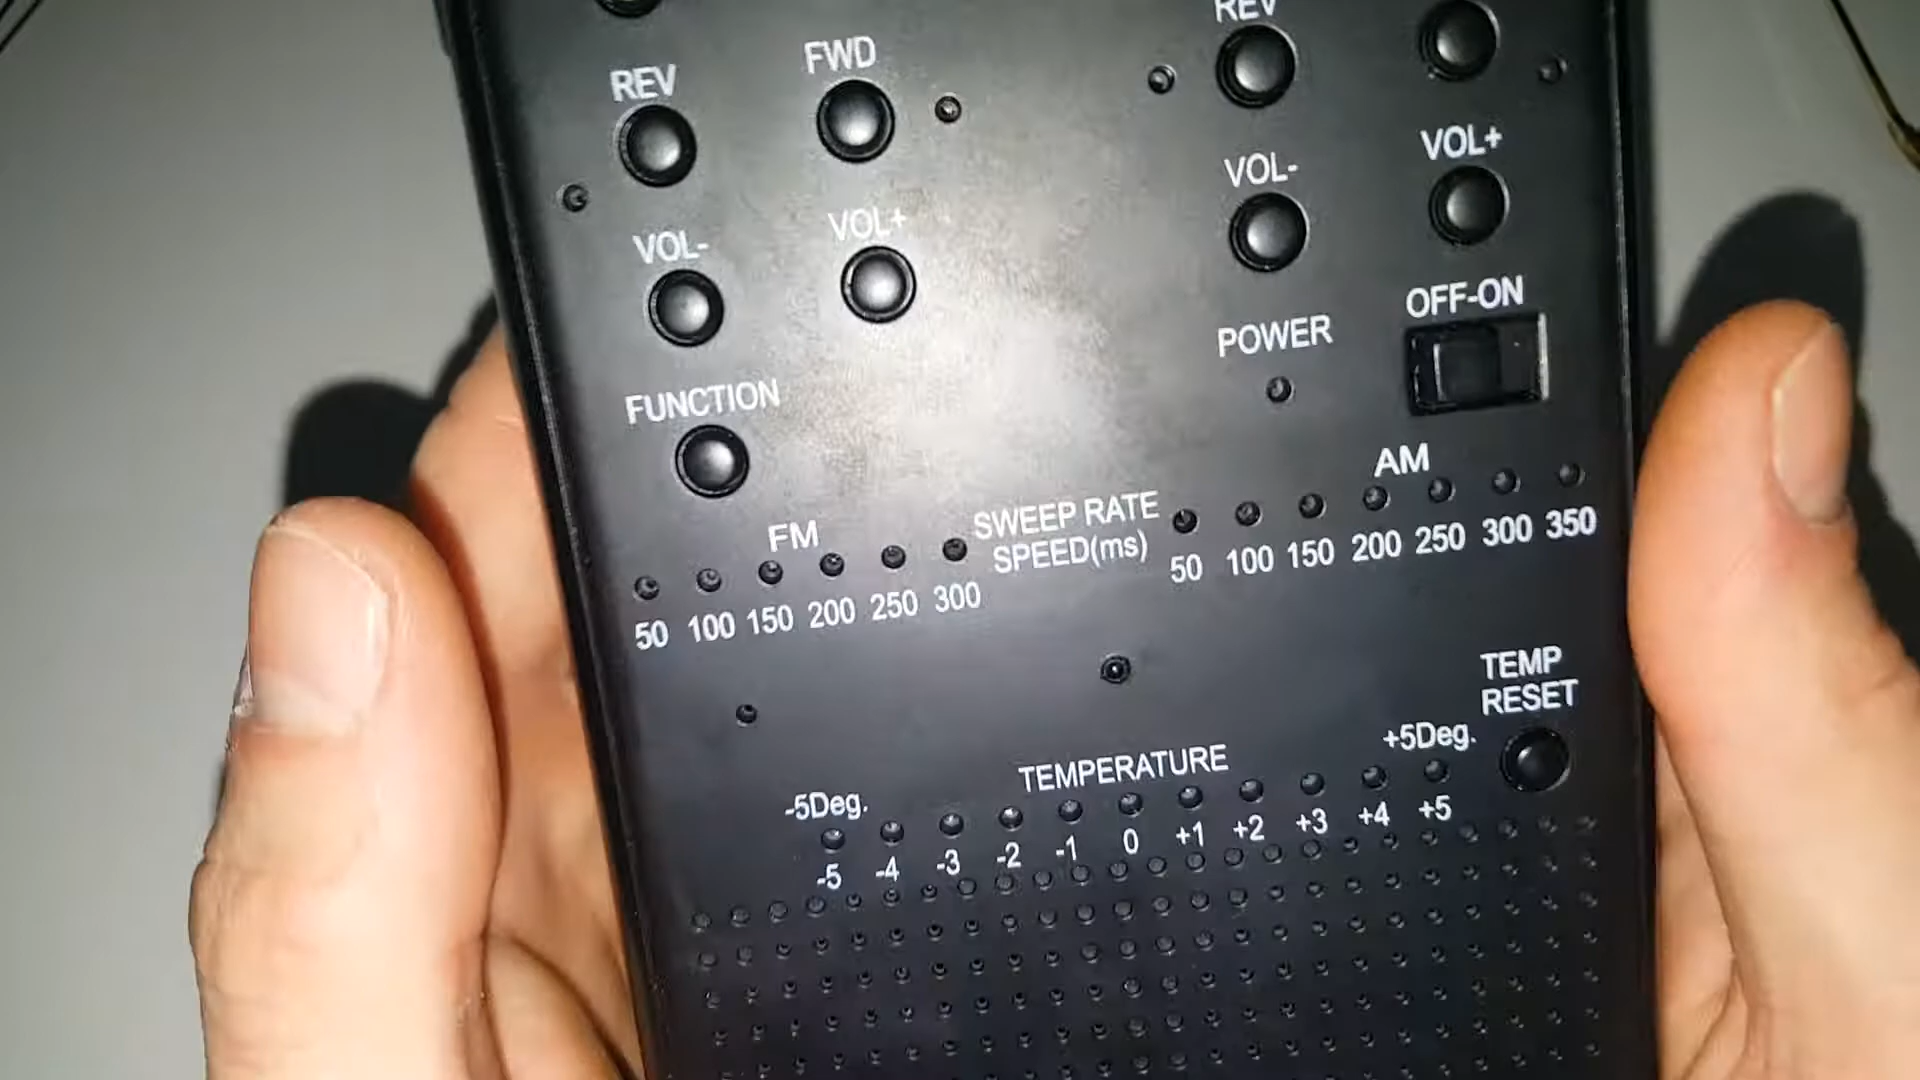 REV FWD REV
VOL- VOL+ VOL- VOL+
POWER OFF-ON
FUNCTION
FM SWEEP RATE AM
SPEED(ms)
50 100 150 200 250 300
50 100 150 200 250 300 350
TEMP
RESET
TEMPERATURE
-5Deg. +5Deg.
-5 -4 -3 -2 -1 0 +1 +2 +3 +4 +5